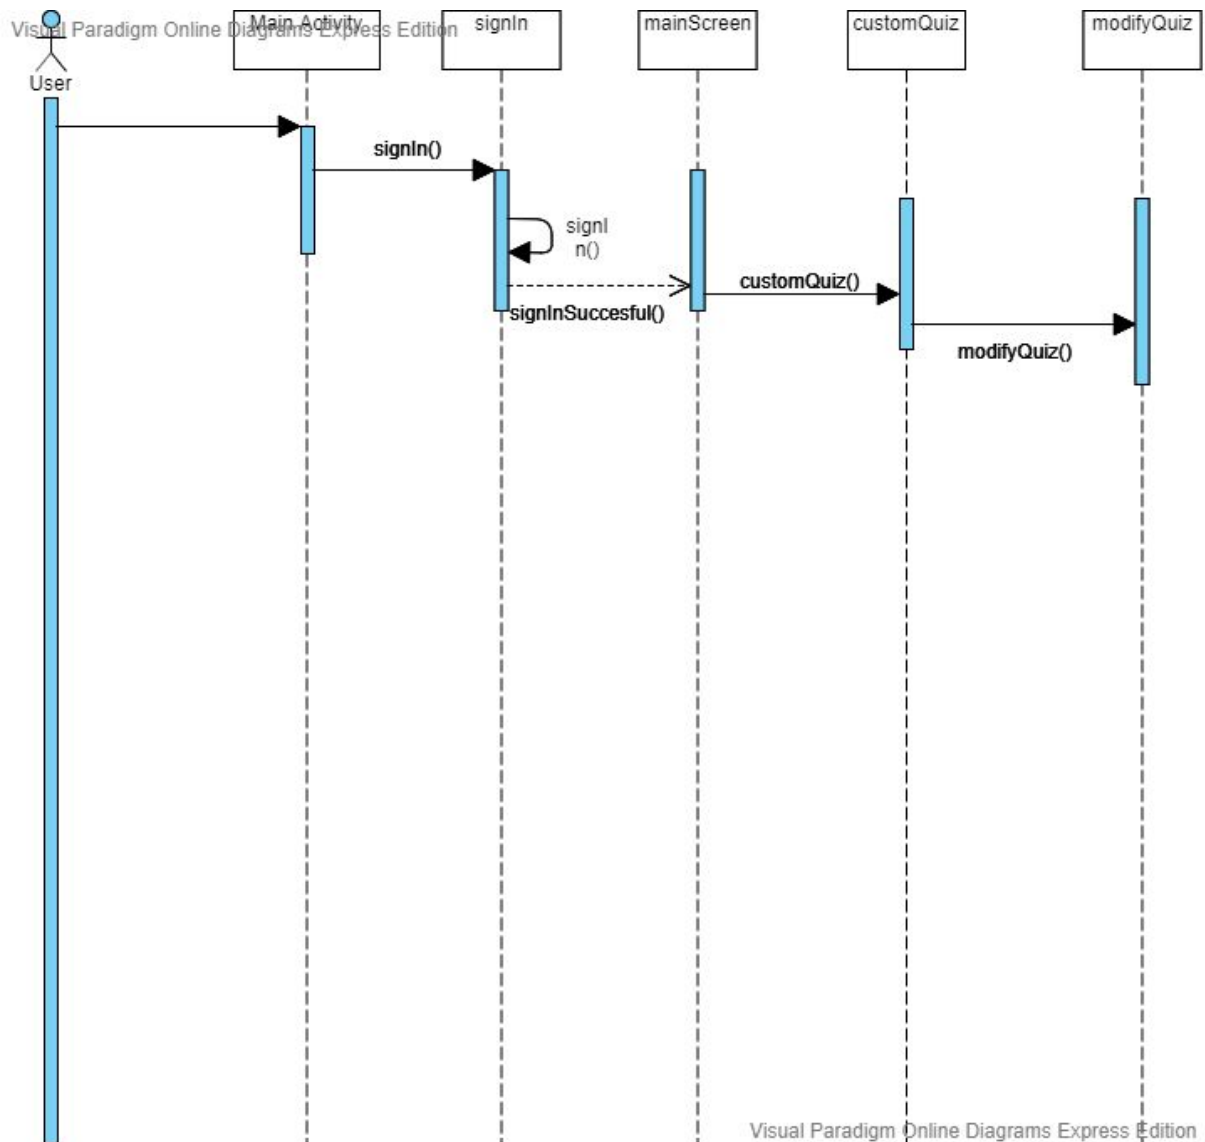 Visual Paradigm Online Diagrams Express Edition
Main Activity
signIn
mainScreen
customQuiz
modifyQuiz
User
signIn()
signI
n()
signInSuccesful()
customQuiz()
modifyQuiz()
Visual Paradigm Online Diagrams Express Edition